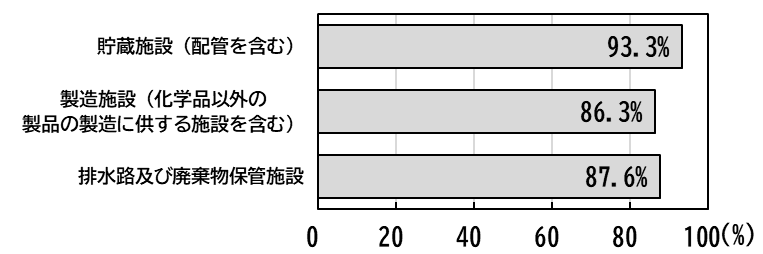 貯蔵施設（配管を含む）
93.3%
製造施設（化学品以外の
製品の製造に供する施設を含む）
86.3%
排水路及び廃棄物保管施設
87.6%
0 20 40 60 80 100(%)